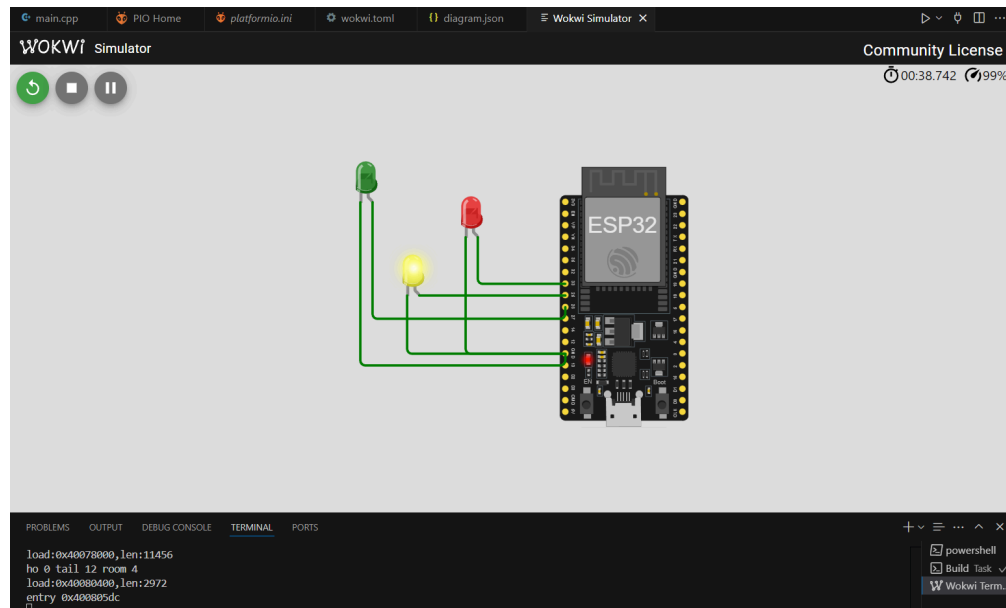 main.cpp
PIO Home
platformio.ini
wokwi.toml
diagram.json
Wokwi Simulator
WOKWI Simulator
Community License
00:38.742 99%
ESP32
EN
Boot
PROBLEMS OUTPUT DEBUG CONSOLE TERMINAL PORTS
load:0x40078000,len:11456
ho 0 tail 12 room 4
load:0x40080400,len:2972
entry 0x400805dc
powershell
Build Task
Wokwi Term...